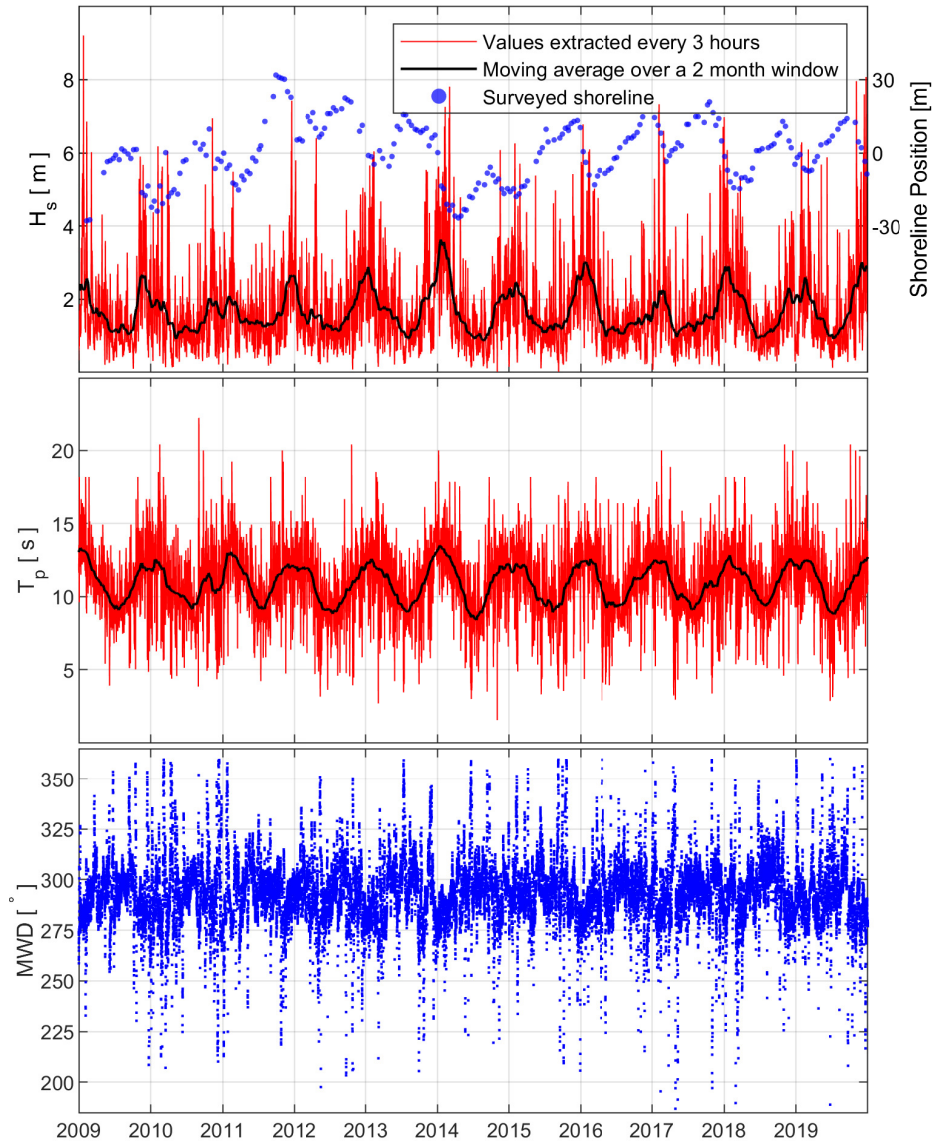 Values extracted every 3 hours
Moving average over a 2 month window
Surveyed shoreline
8
6
4
2
H_s [ m ]
30
0
-30
Shoreline Position [m]
20
15
10
5
T_p [ s ]
350
325
300
275
250
225
200
MWD [ ° ]
2009 2010 2011 2012 2013 2014 2015 2016 2017 2018 2019